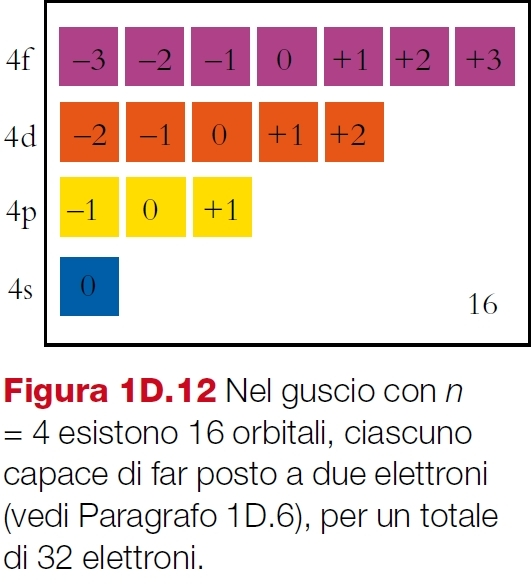 4f –3 –2 –1 0 +1 +2 +3
4d –2 –1 0 +1 +2
4p –1 0 +1
4s 0
16
Figura 1D.12 Nel guscio con n
= 4 esistono 16 orbitali, ciascuno
capace di far posto a due elettroni
(vedi Paragrafo 1D.6), per un totale
di 32 elettroni.